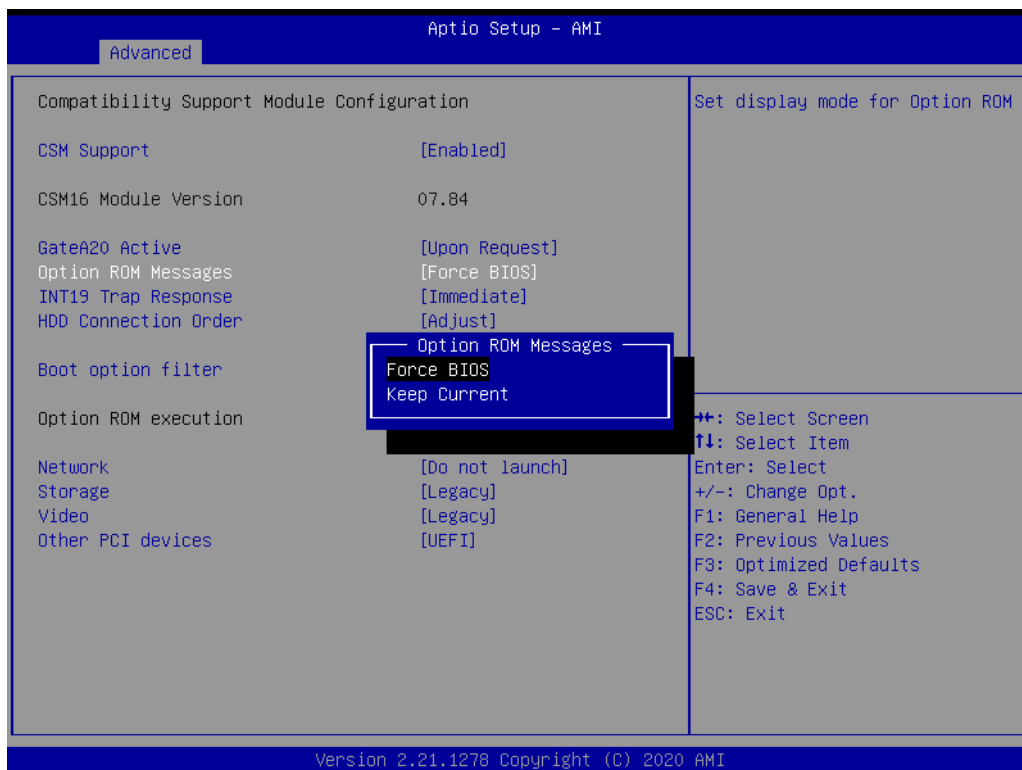 Aptio Setup – AMI
Advanced
Compatibility Support Module Configuration
CSM Support [Enabled]
CSM16 Module Version 07.84
GateA20 Active [Upon Request]
Option ROM Messages [Force BIOS]
INT19 Trap Response [Immediate]
HDD Connection Order [Adjust]
Boot option filter
Option ROM execution
Network [Do not launch]
Storage [Legacy]
Video [Legacy]
Other PCI devices [UEFI]
Option ROM Messages
Force BIOS
Keep Current
Set display mode for Option ROM
→←: Select Screen
↑↓: Select Item
Enter: Select
+/-: Change Opt.
F1: General Help
F2: Previous Values
F3: Optimized Defaults
F4: Save & Exit
ESC: Exit
Version 2.21.1278 Copyright (C) 2020 AMI